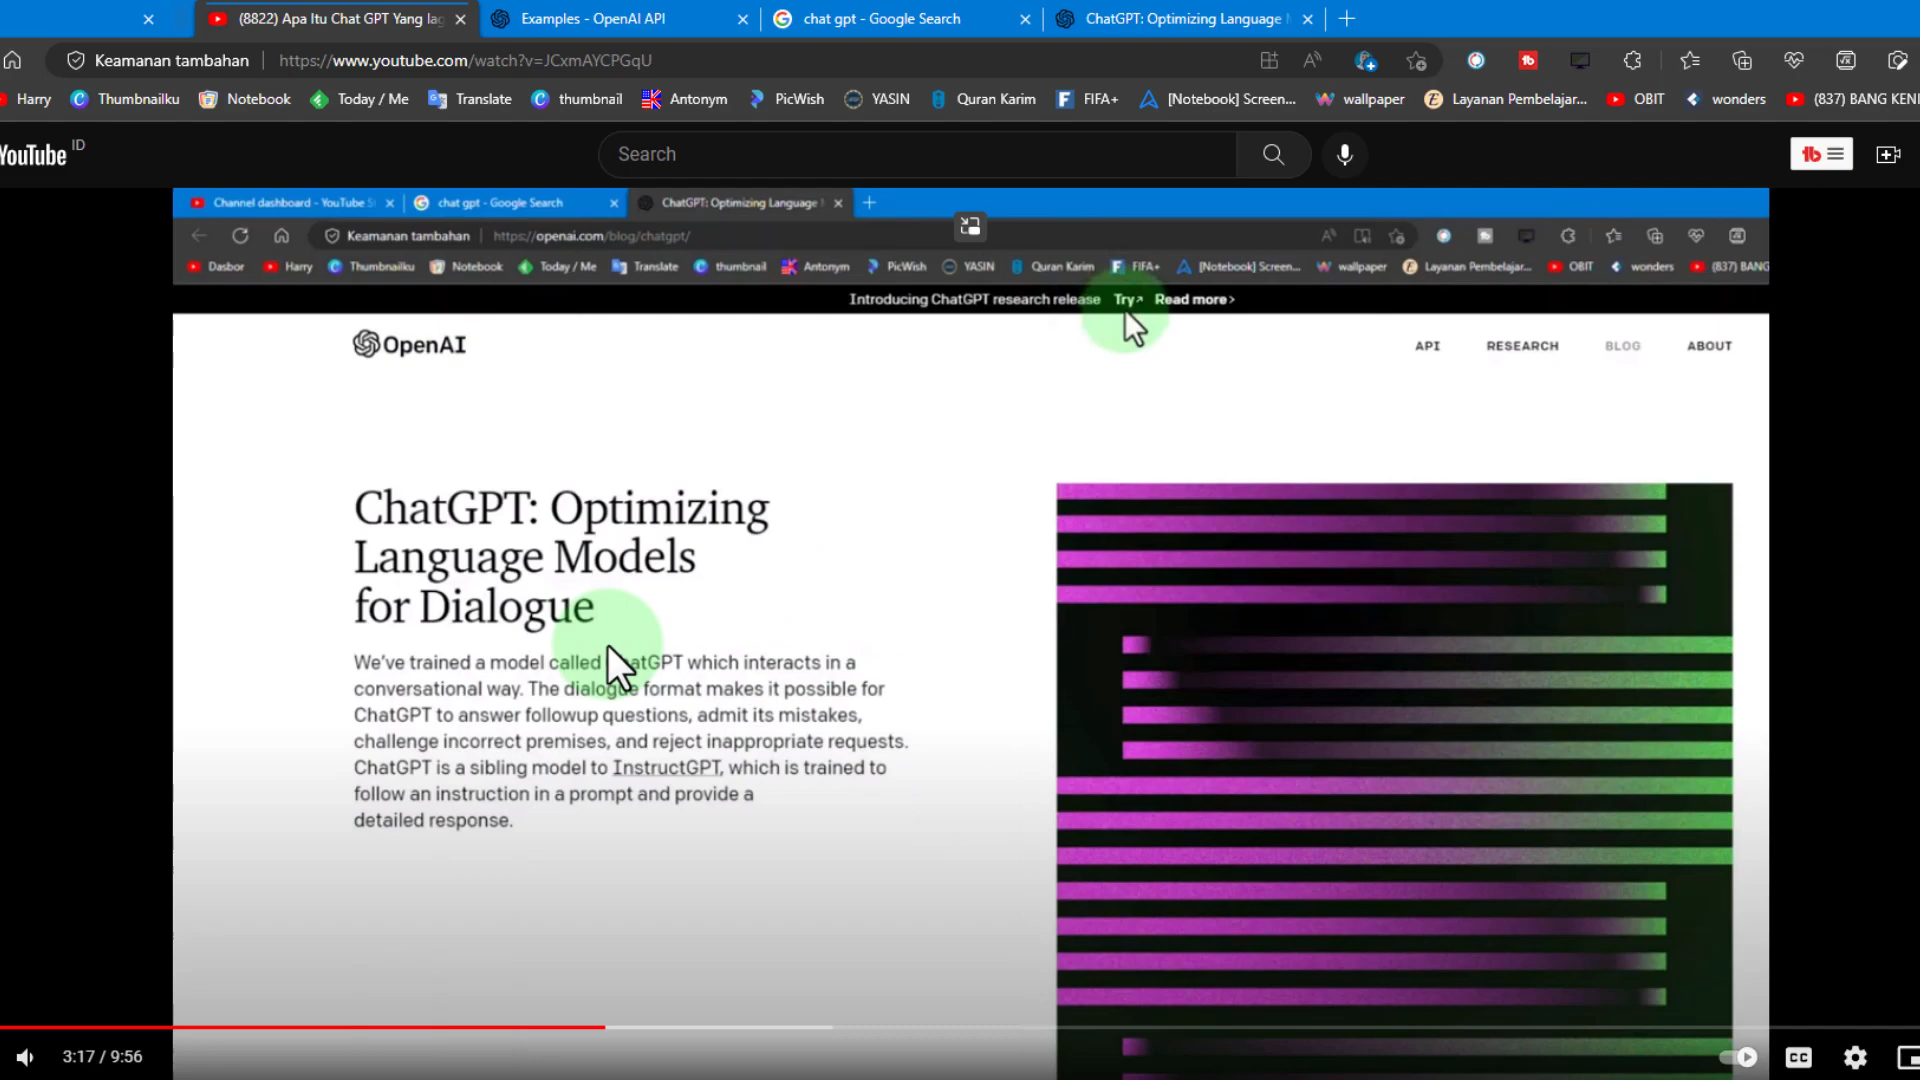 (8822) Apa Itu Chat GPT Yang lag
Examples - OpenAI API
chat gpt - Google Search
ChatGPT: Optimizing Language M
Keamanan tambahan
https://www.youtube.com/watch?v=JCxmAYCPGqU
Harry
Thumbnailku
Notebook
Today / Me
Translate
thumbnail
Antonym
PicWish
YASIN
Quran Karim
FIFA+
[Notebook] Screen...
wallpaper
Layanan Pembelajar...
OBIT
wonders
(837) BANG KENI
YouTube ID
Search
Channel dashboard - YouTube S
chat gpt - Google Search
ChatGPT: Optimizing Language
Keamanan tambahan
https://openai.com/blog/chatgpt/
Dasbor
Harry
Thumbnailku
Notebook
Today / Me
Translate
thumbnail
Antonym
PicWish
YASIN
Quran Karim
FIFA+
[Notebook] Screen...
wallpaper
Layanan Pembelajar...
OBIT
wonders
(837) BANG
Introducing ChatGPT research release Try↗ Read more›
OpenAI
API
RESEARCH
BLOG
ABOUT
ChatGPT: Optimizing
Language Models
for Dialogue
We've trained a model called ChatGPT which interacts in a
conversational way. The dialogue format makes it possible for
ChatGPT to answer followup questions, admit its mistakes,
challenge incorrect premises, and reject inappropriate requests.
ChatGPT is a sibling model to InstructGPT, which is trained to
follow an instruction in a prompt and provide a
detailed response.
3:17 / 9:56
CC